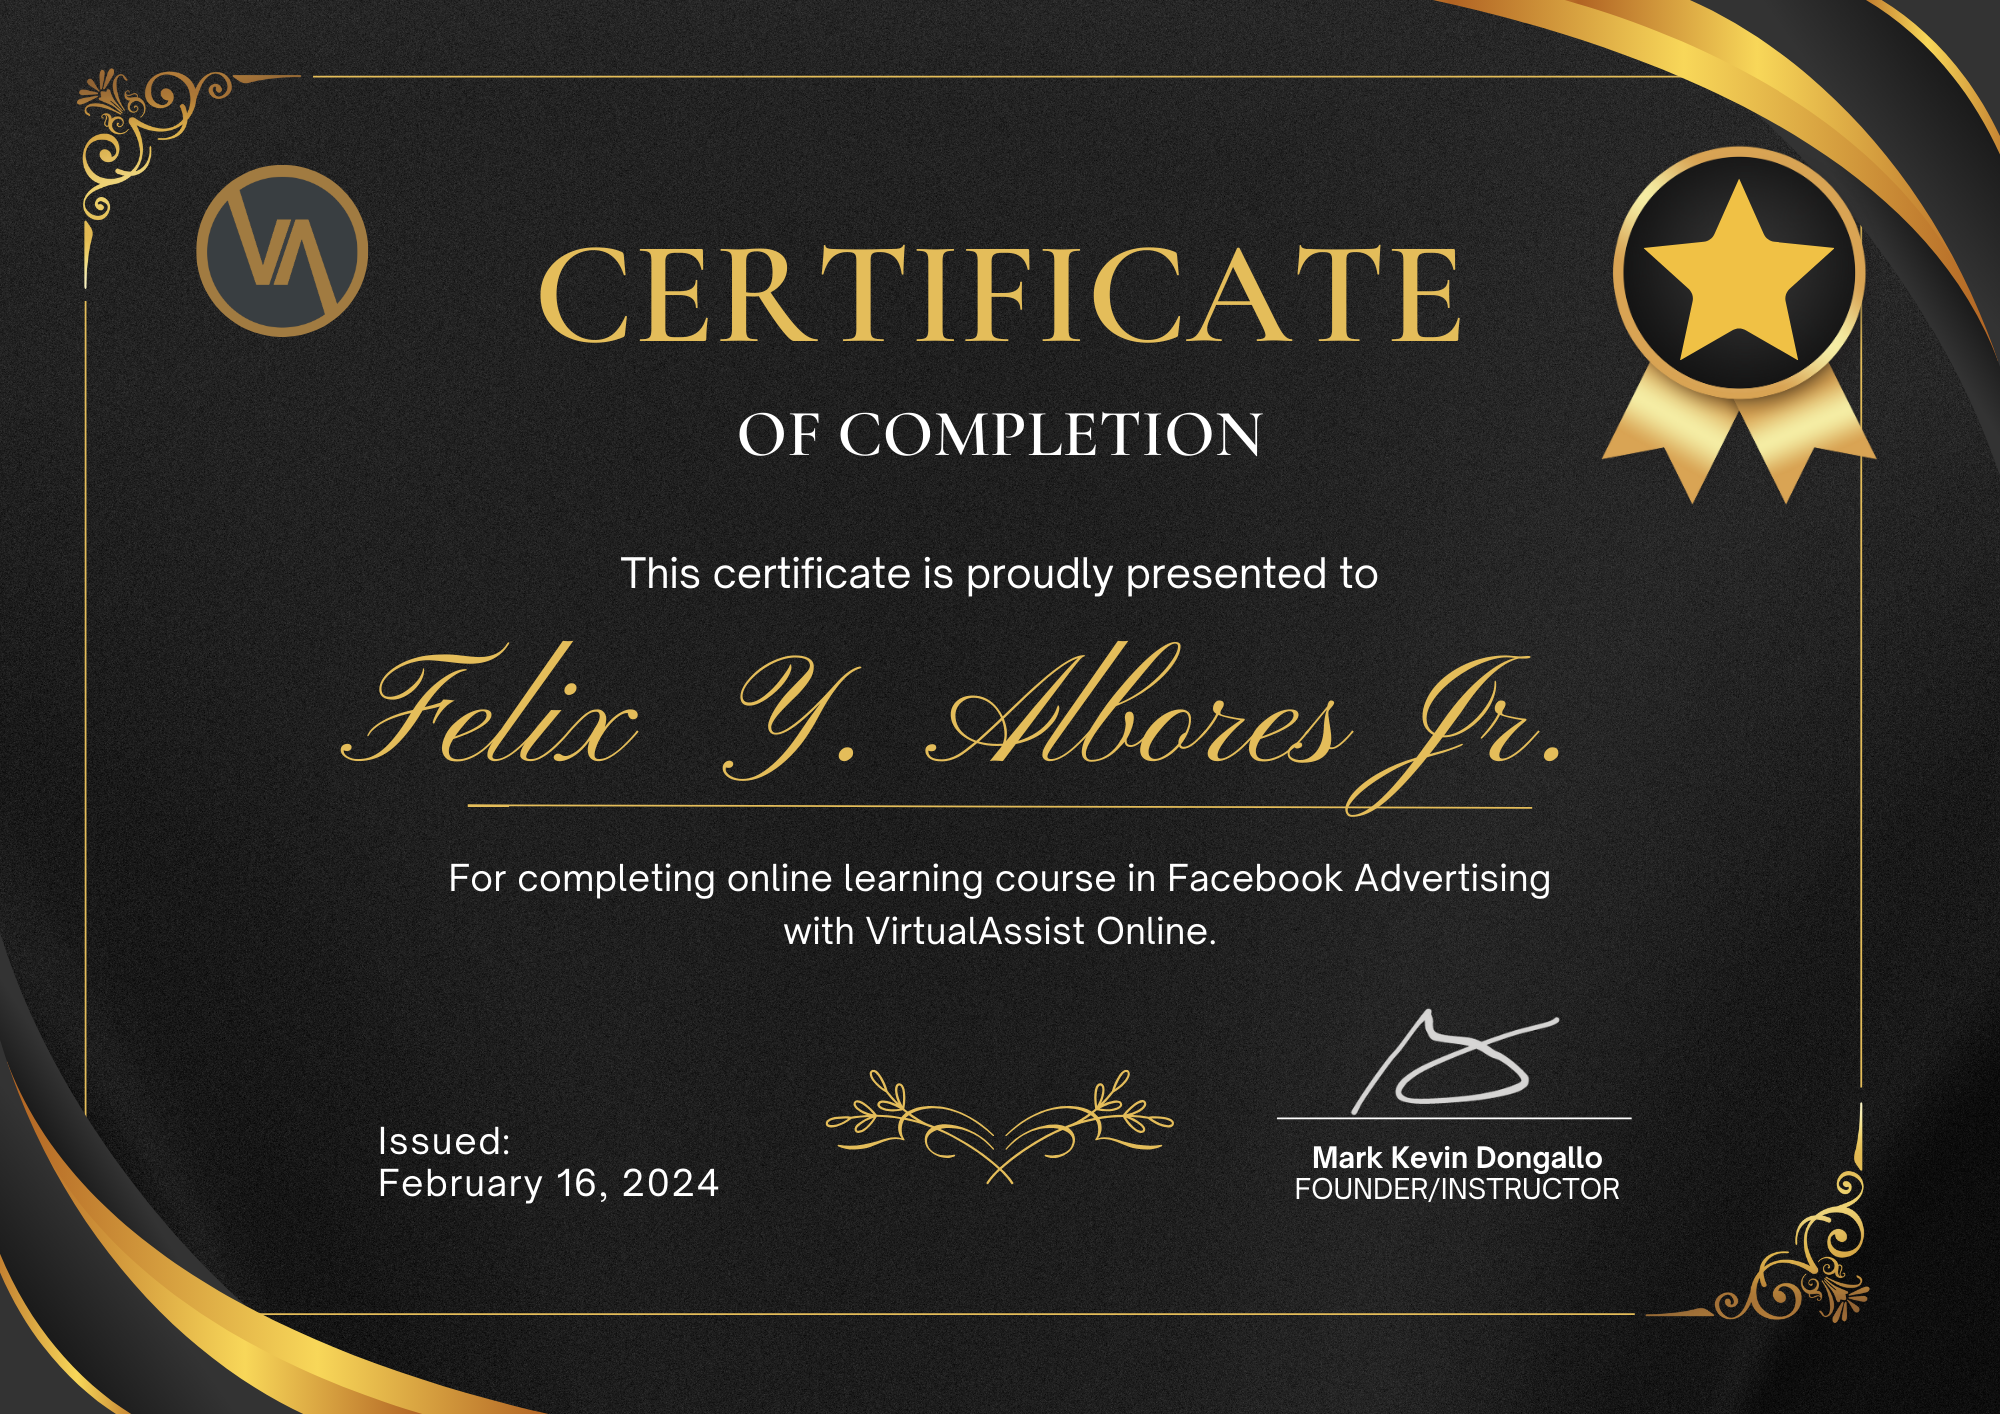 VA
CERTIFICATE
OF COMPLETION
This certificate is proudly presented to
Felix Y. Albores Jr.
For completing online learning course in Facebook Advertising
with VirtualAssist Online.
Issued:
February 16, 2024
Mark Kevin Dongallo
FOUNDER/INSTRUCTOR